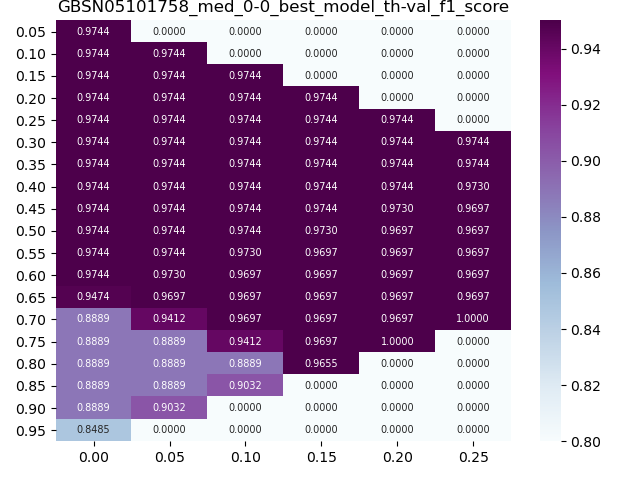 GBSN05101758_med_0-0_best_model_th-val_f1_score
0.05 0.9744 0.0000 0.0000 0.0000 0.0000 0.0000
0.10 0.9744 0.9744 0.0000 0.0000 0.0000 0.0000
0.15 0.9744 0.9744 0.9744 0.0000 0.0000 0.0000
0.20 0.9744 0.9744 0.9744 0.9744 0.0000 0.0000
0.25 0.9744 0.9744 0.9744 0.9744 0.9744 0.0000
0.30 0.9744 0.9744 0.9744 0.9744 0.9744 0.9744
0.35 0.9744 0.9744 0.9744 0.9744 0.9744 0.9744
0.40 0.9744 0.9744 0.9744 0.9744 0.9744 0.9730
0.45 0.9744 0.9744 0.9744 0.9744 0.9730 0.9697
0.50 0.9744 0.9744 0.9744 0.9730 0.9697 0.9697
0.55 0.9744 0.9744 0.9730 0.9697 0.9697 0.9697
0.60 0.9744 0.9730 0.9697 0.9697 0.9697 0.9697
0.65 0.9474 0.9697 0.9697 0.9697 0.9697 0.9697
0.70 0.8889 0.9412 0.9697 0.9697 0.9697 1.0000
0.75 0.8889 0.8889 0.9412 0.9697 1.0000 0.0000
0.80 0.8889 0.8889 0.8889 0.9655 0.0000 0.0000
0.85 0.8889 0.8889 0.9032 0.0000 0.0000 0.0000
0.90 0.8889 0.9032 0.0000 0.0000 0.0000 0.0000
0.95 0.8485 0.0000 0.0000 0.0000 0.0000 0.0000
0.00 0.05 0.10 0.15 0.20 0.25
0.94
0.92
0.90
0.88
0.86
0.84
0.82
0.80